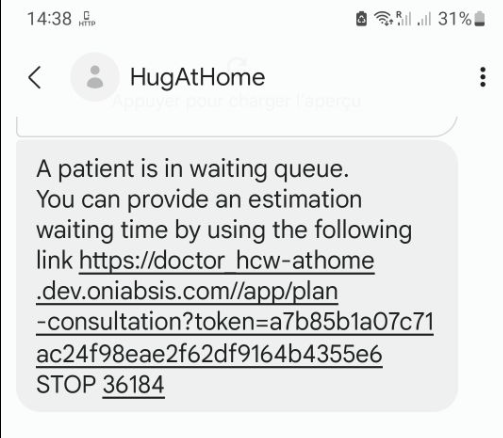 14:38 HTTP R 31%
HugAtHome
Appuyer pour charger l'aperçu
A patient is in waiting queue.
You can provide an estimation
waiting time by using the following
link https://doctor_hcw-athome
.dev.oniabsis.com//app/plan
-consultation?token=a7b85b1a07c71
ac24f98eae2f62df9164b4355e6
STOP 36184